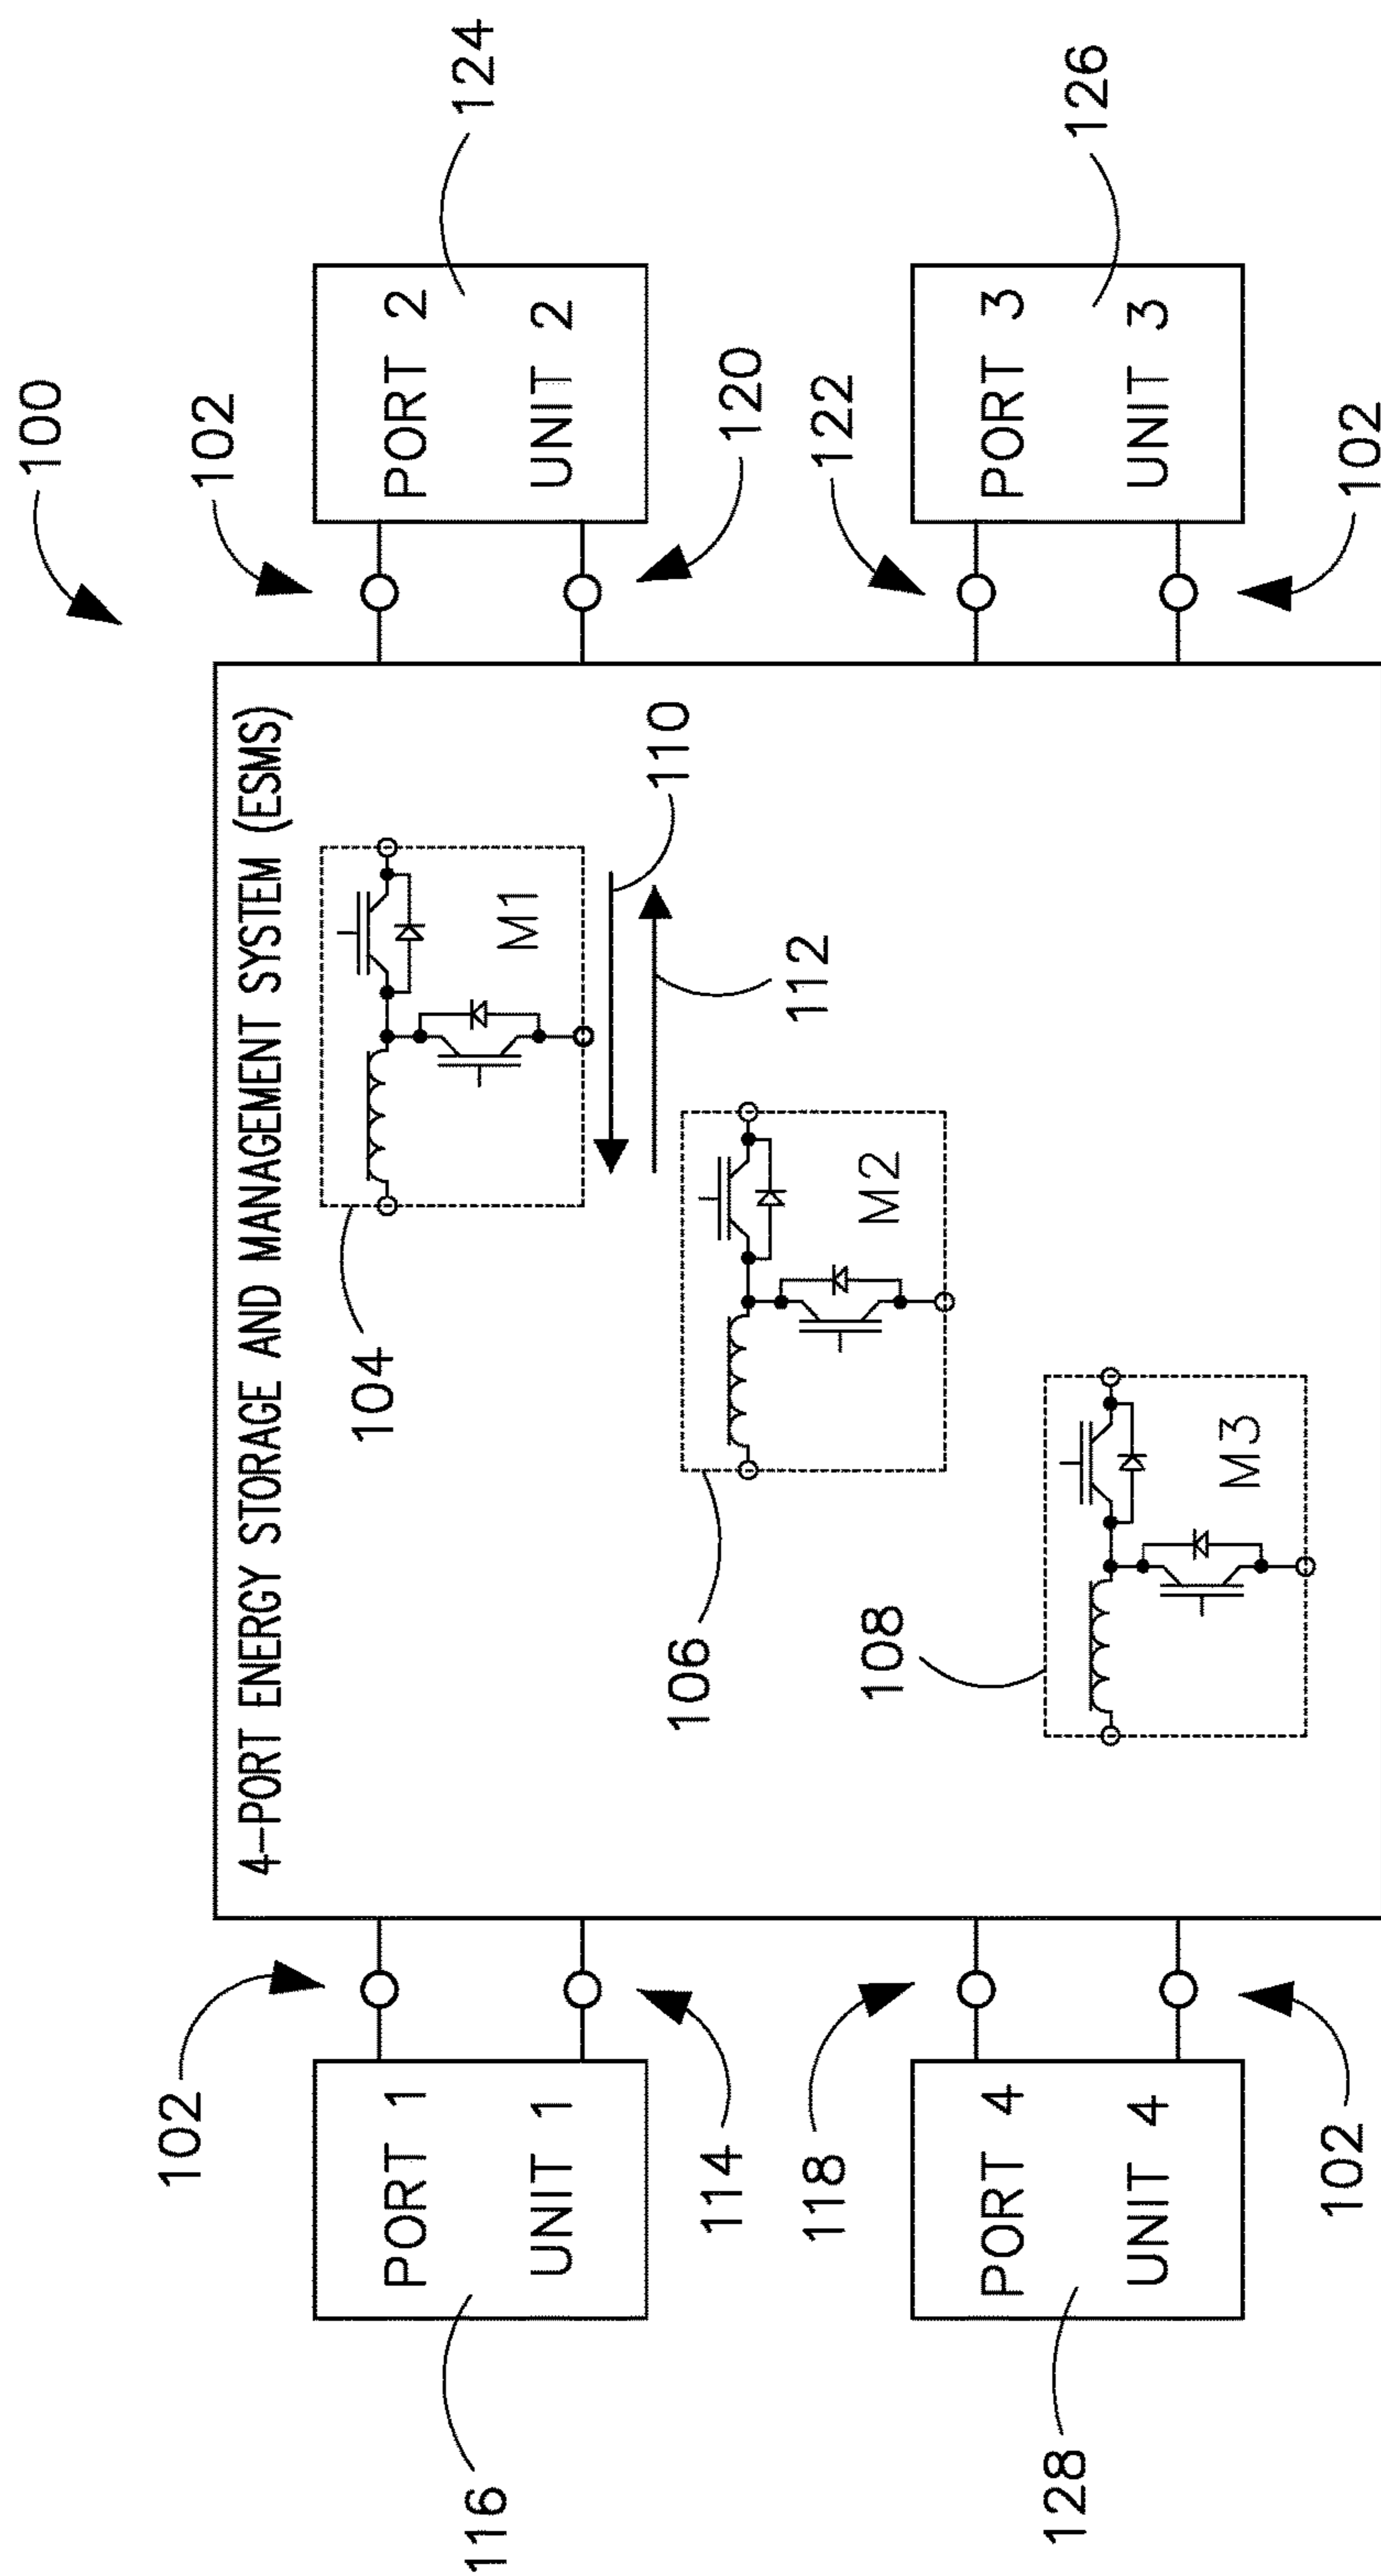 100
102
102
124
4-PORT ENERGY STORAGE AND MANAGEMENT SYSTEM (ESMS)
PORT 1
UNIT 1
PORT 2
UNIT 2
116
104
M1
114
110
120
112
106
M2
118
122
126
PORT 4
UNIT 4
PORT 3
UNIT 3
108
M3
128
102
102